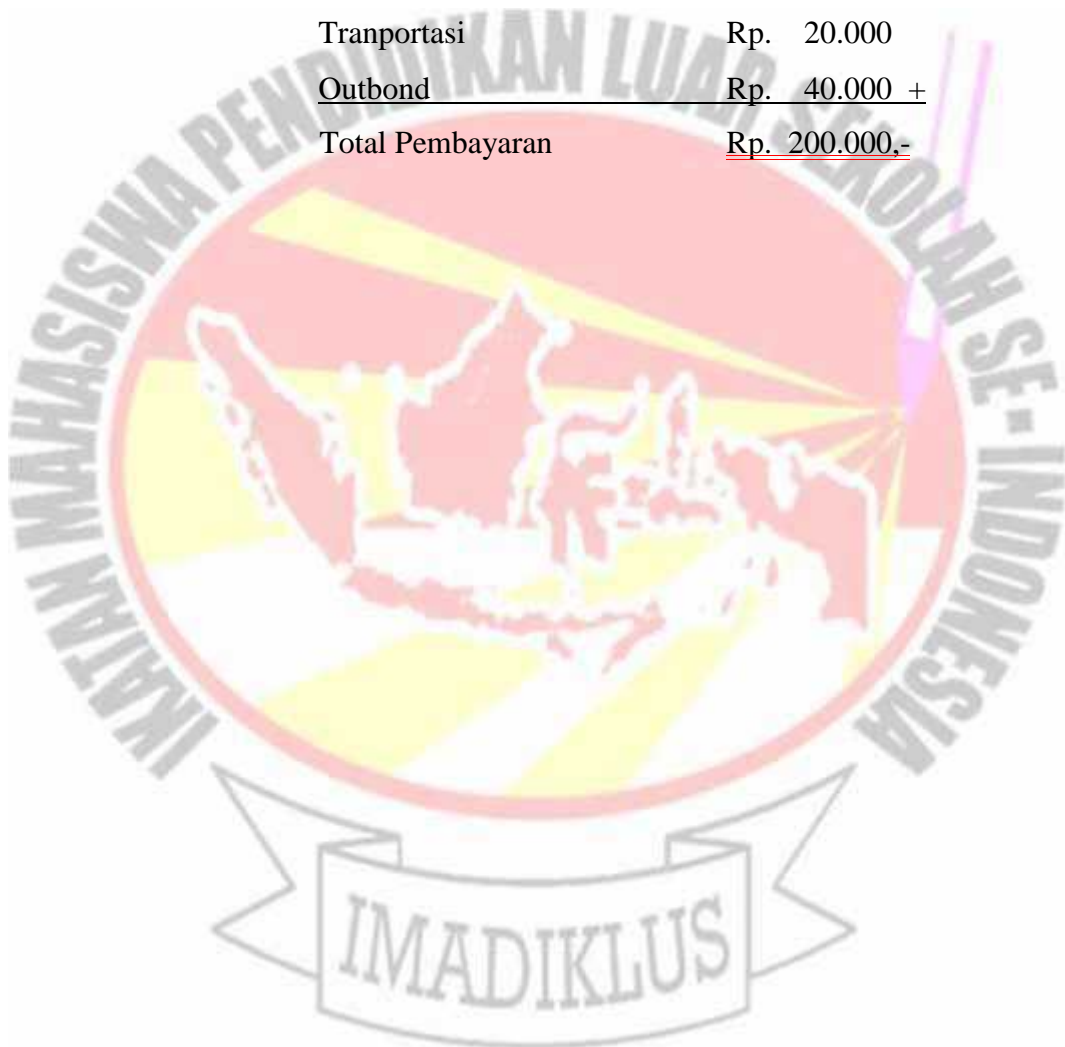 Tranportasi Rp. 20.000
Outbond Rp. 40.000 +
Total Pembayaran Rp. 200.000,-
IKATAN MAHASISWA PENDIDIKAN LUAR SEKOLAH SE-INDONESIA
IMADIKLUS